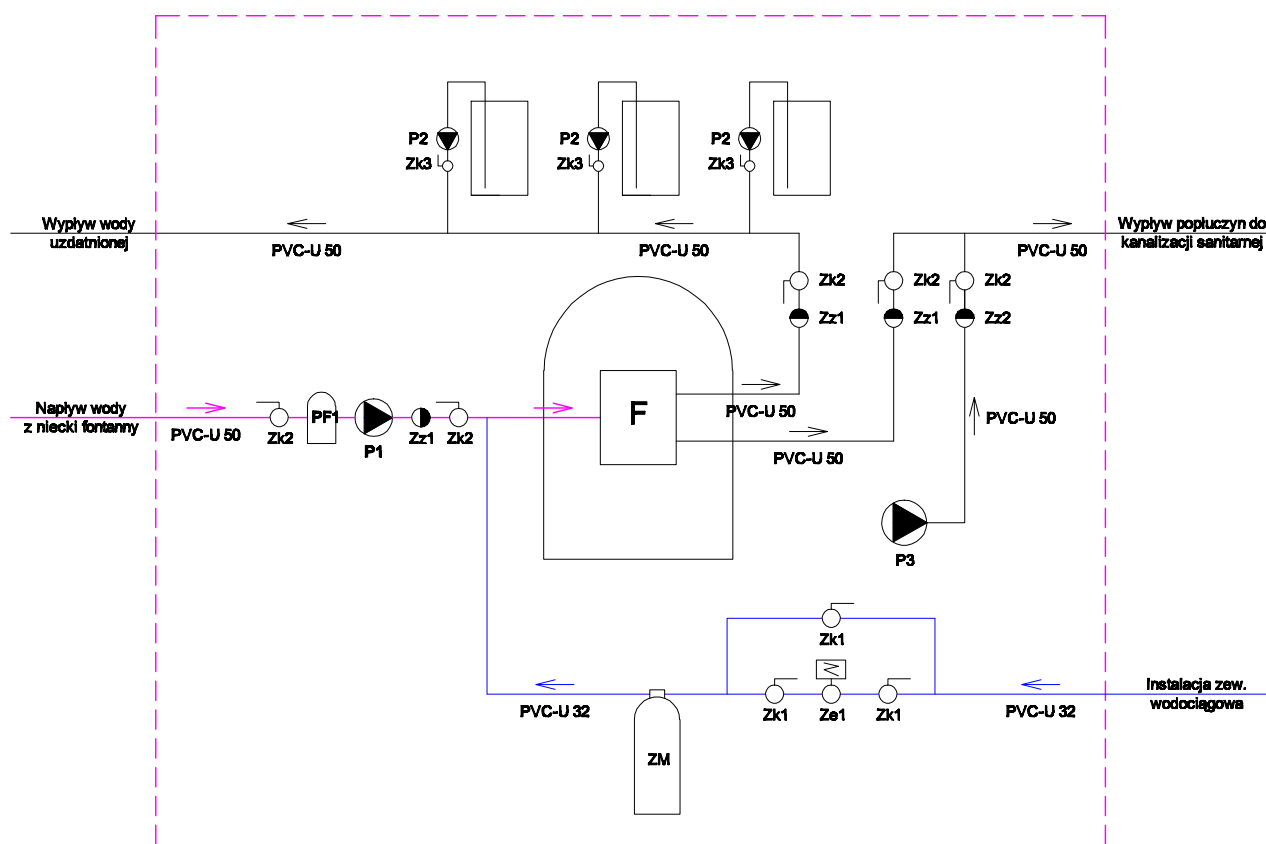 P2
P2
P2
Zk3
Zk3
Zk3
Wypływ wody
uzdatnionej
PVC-U 50
PVC-U 50
PVC-U 50
Wypływ popłuczyn do
kanalizacji sanitarnej
Zk2
Zk2
Zk2
Zz1
Zz1
Zz2
Napływ wody
z niecki fontanny
PVC-U 50
Zk2
PF1
P1
Zz1
Zk2
F
PVC-U 50
PVC-U 50
PVC-U 50
P3
Zk1
Instalacja zew.
wodociągowa
PVC-U 32
Zk1
Ze1
Zk1
PVC-U 32
ZM